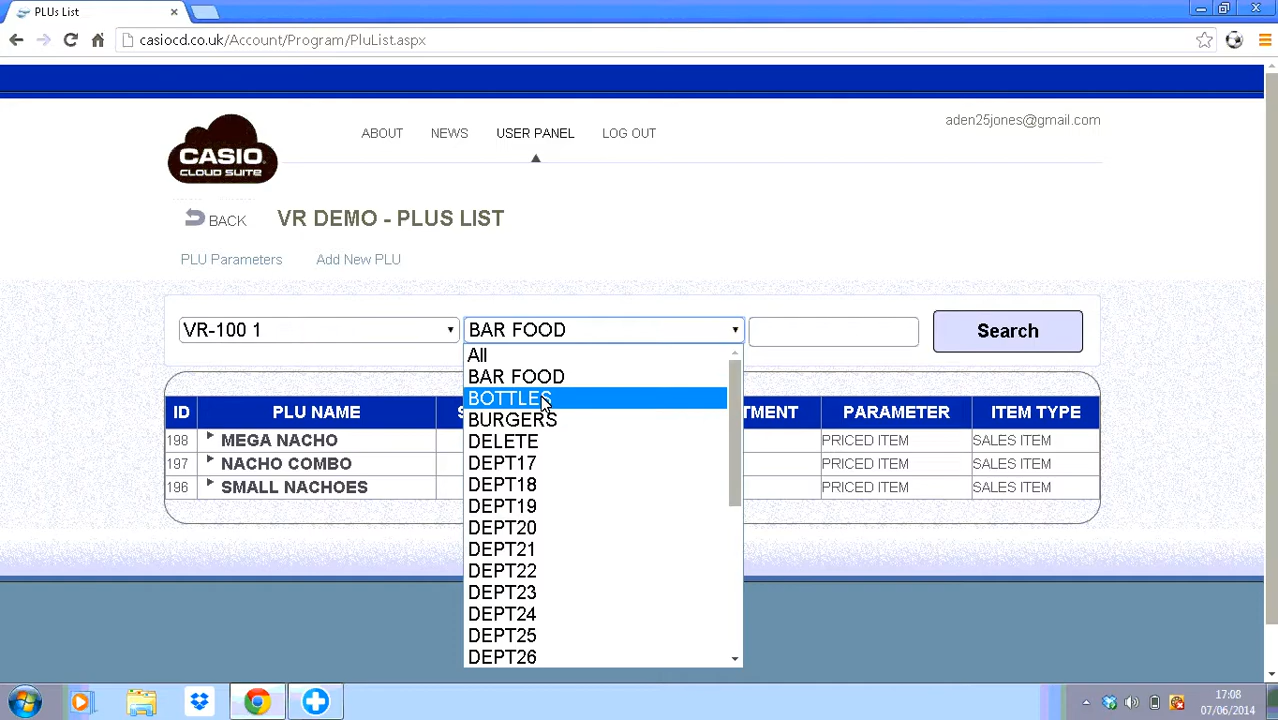 PLUs List
casiocd.co.uk/Account/Program/PluList.aspx
aden25jones@gmail.com
ABOUT NEWS USER PANEL LOG OUT
CASIO
CLOUD SUITE
BACK VR DEMO - PLUS LIST
PLU Parameters Add New PLU
VR-100 1 BAR FOOD Search
All
BAR FOOD
BOTTLES
BURGERS
DELETE
DEPT17
DEPT18
DEPT19
DEPT20
DEPT21
DEPT22
DEPT23
DEPT24
DEPT25
DEPT26
ID PLU NAME PARAMETER ITEM TYPE
198 MEGA NACHO PRICED ITEM SALES ITEM
197 NACHO COMBO PRICED ITEM SALES ITEM
196 SMALL NACHOES PRICED ITEM SALES ITEM
17:08
07/06/2014